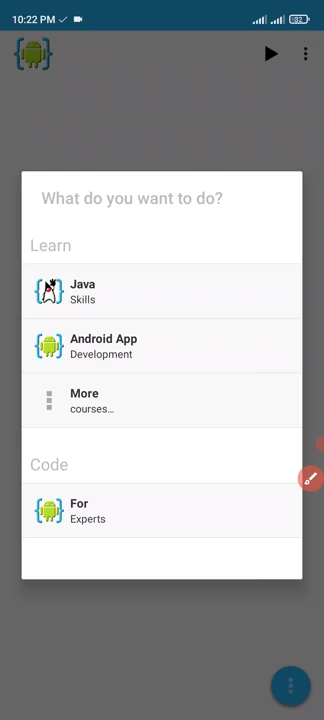 10:22 PM
32
What do you want to do?
Learn
Java
Skills
Android App
Development
More
courses...
Code
For
Experts